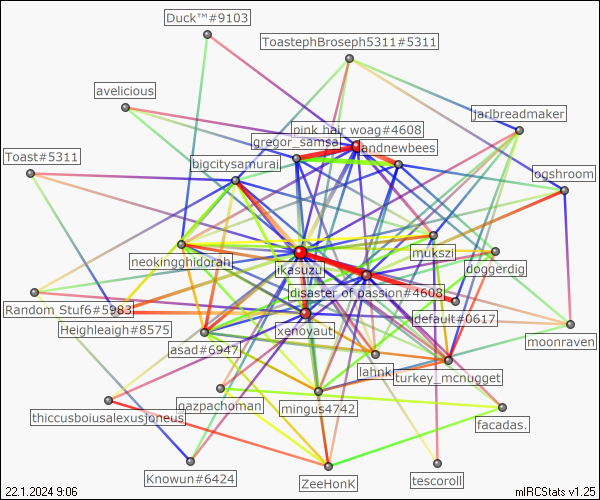 Duck™#9103
ToastephBroseph5311#5311
avelicious
jarlbreadmaker
pink hair woag#4608
gregor_samsa
andnewbees
Toast#5311
bigcitysamurai
ogshroom
mukszi
neokingghidorah
ikasuzu
doggerdig
disaster of passion#4608
Random Stuf6#5983
default#0617
Heighleaigh#8575
xenoyaut
moonraven
asad#6947
lahnk
turkey_mcnugget
thiccusboiusalexusjoneus
gazpachoman
mingus4742
facadas.
Knowun#6424
ZeeHonK
tescoroll
22.1.2024 9:06
mIRCStats v1.25